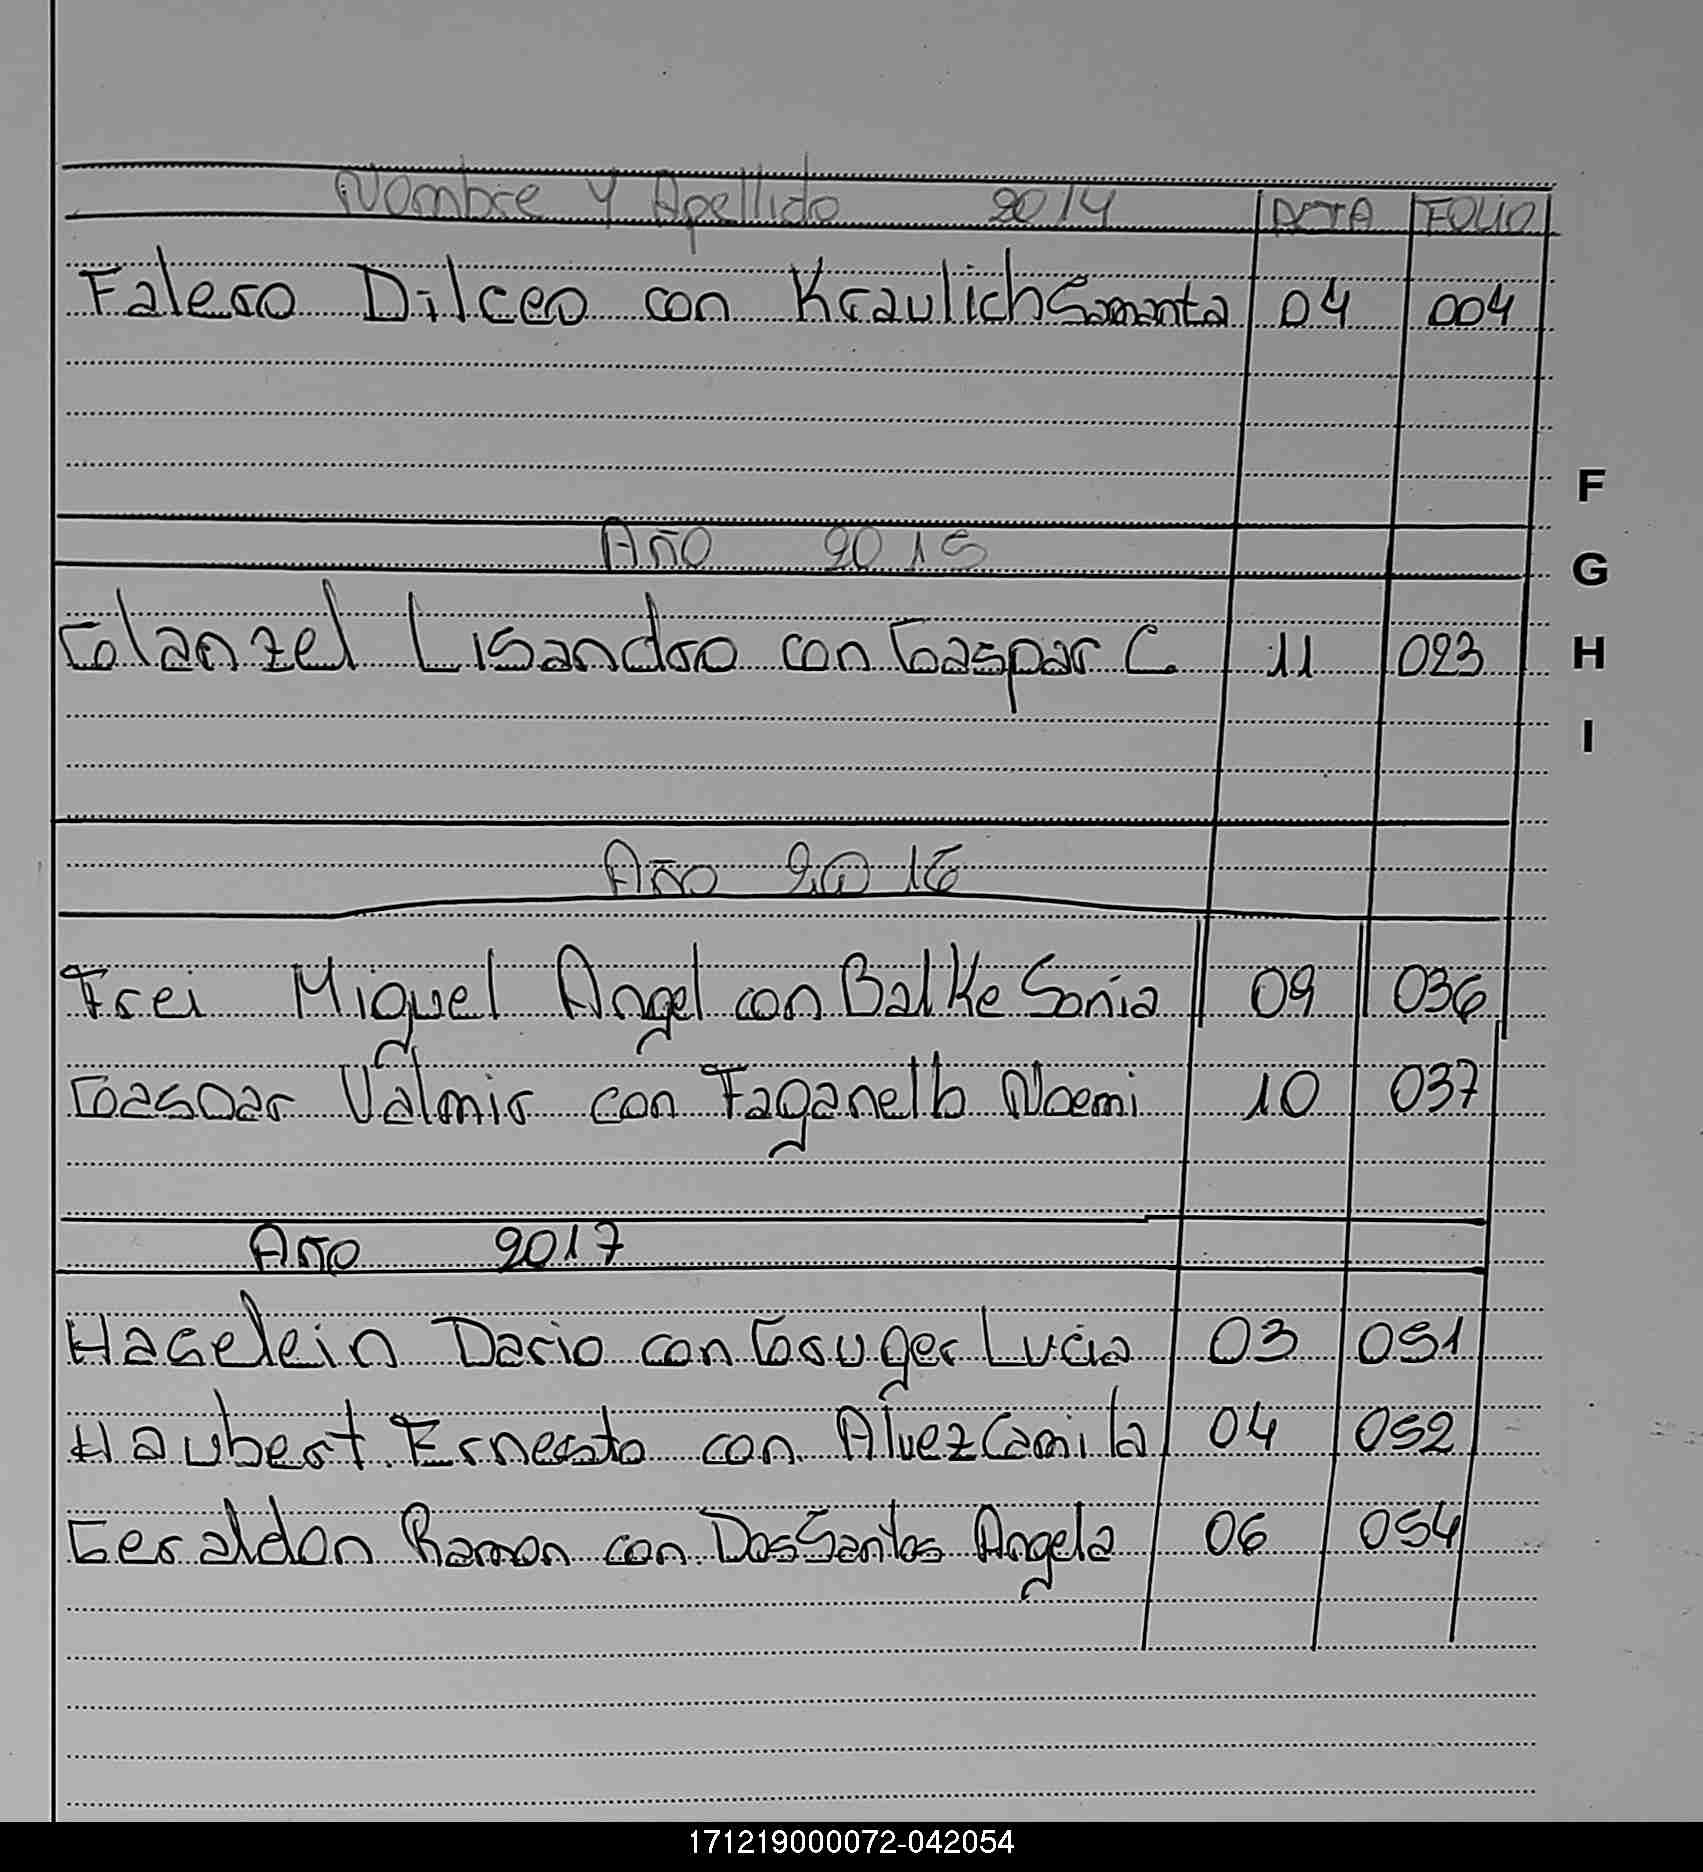 Nombre Y Apellido 2014 ACTA FOLIO
Falero Dilceo con Kraulich Samanta 04 004
F
Año 2015
G
Golanzel Lisandro con Gaspar C. 11 023
H
I
Año 2016
Frei Miguel Angel con Balke Sonia 09 036
Gaspar Valmir con Faganello Noemi 10 037
Año 2017
Hagelein Dario con Gruger Lucia 03 051
Haubert Ernesto con Alvez Camila 04 052
Geraldon Ramon con Dos Santos Angela 06 054
171219000072-042054